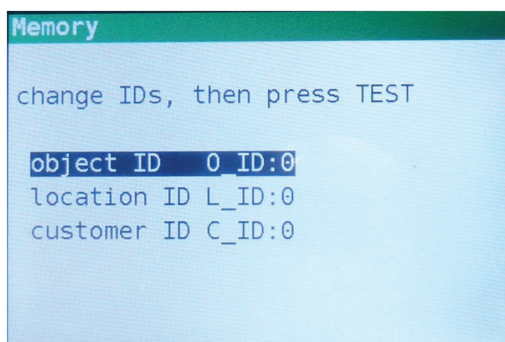 Memory
change IDs, then press TEST
object ID O_ID:0
location ID L_ID:0
customer ID C_ID:0